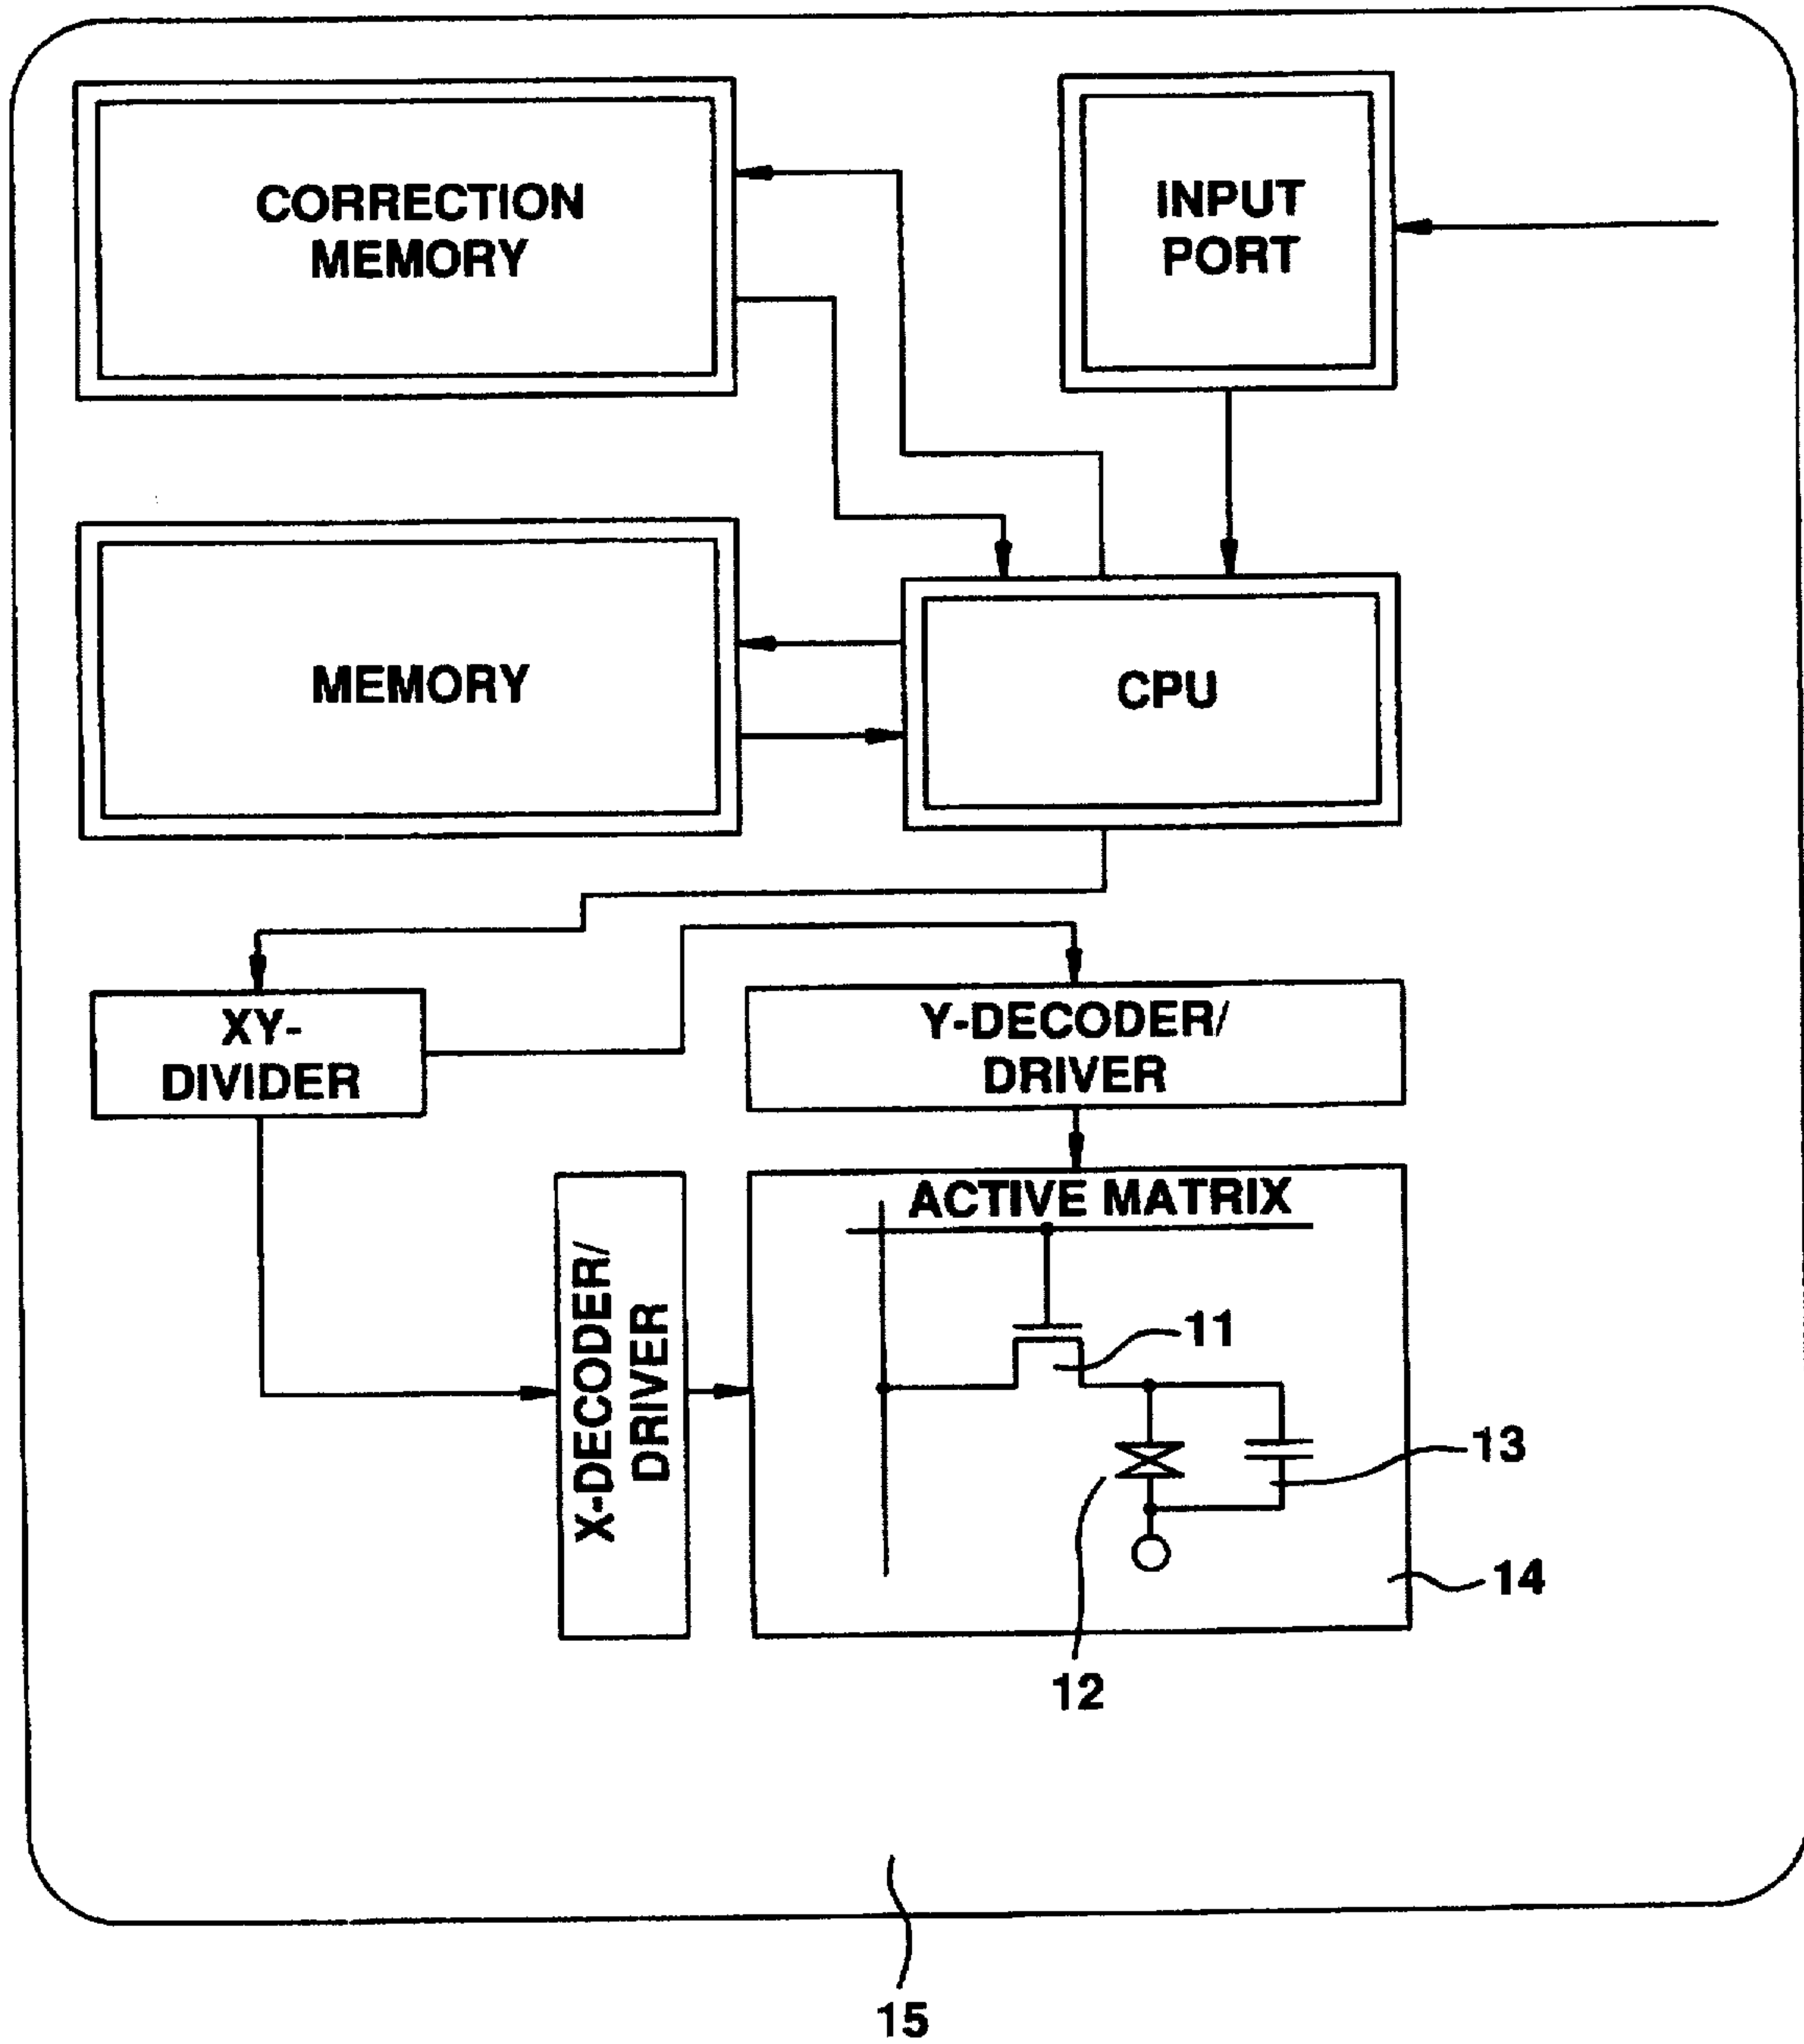 CORRECTION
MEMORY
INPUT
PORT
MEMORY
CPU
XY-
DIVIDER
Y-DECODER/
DRIVER
X-DECODER/
DRIVER
ACTIVE MATRIX
11
13
14
12
15